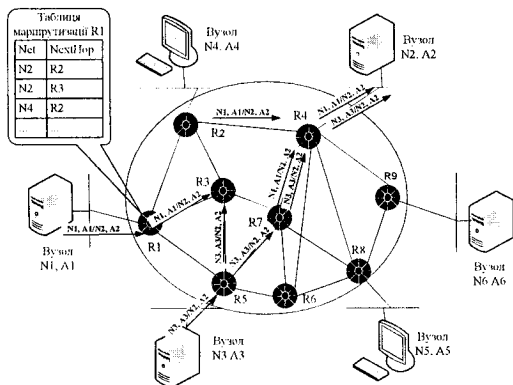 Таблиця
маршрутизації R1
Net NextHop
N2 R2
N2 R3
N4 R2
Вузол
N4, A4
Вузол
N2, A2
N1, A1/N2, A2
N3, A3/N2, A2
N1, A1/N2, A2
R2
R4
R9
R3
N1, A1/N2, A2
N3, A3/N2, A2
N1, A1/N2, A2
R7
R1
N1, A1/N2, A2
Вузол
N1, A1
N3, A3/N2, A2
N3, A3/N2, A2
R8
Вузол
N6 A6
R5
R6
N3, A3/N2, A2
Вузол
N3 A3
Вузол
N5. A5